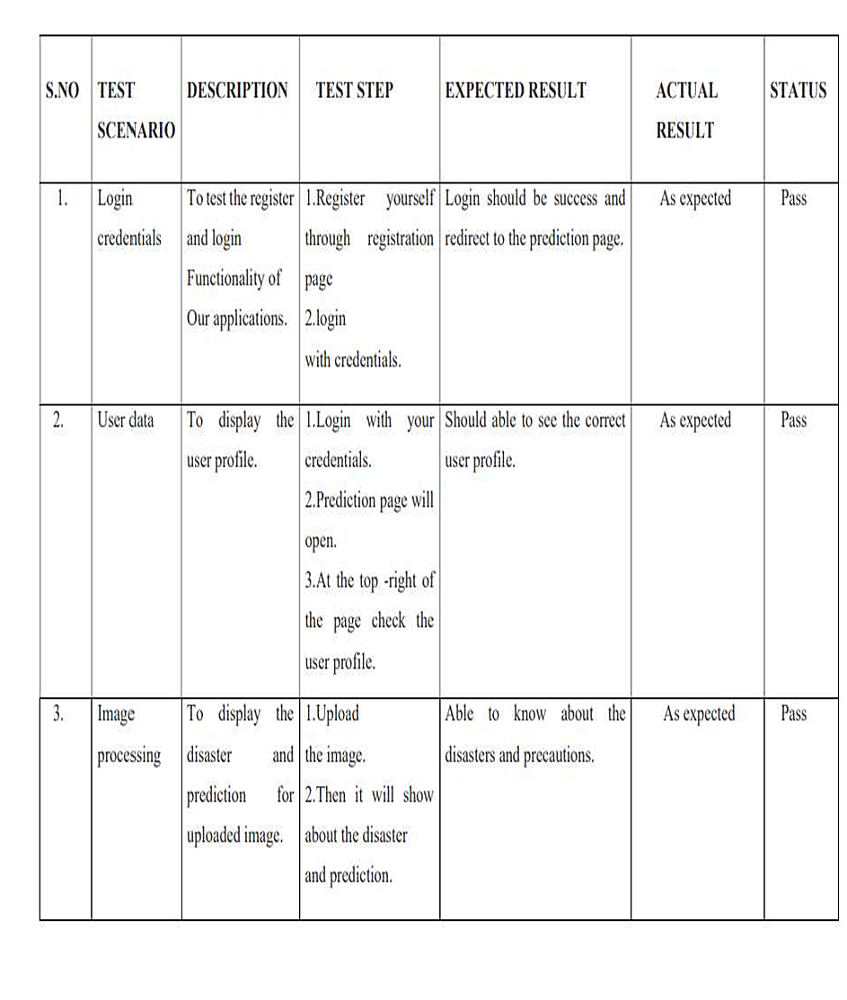 S.NO TEST SCENARIO DESCRIPTION TEST STEP EXPECTED RESULT ACTUAL RESULT STATUS
1.
Login
credentials
To test the register
and login
Functionality of
Our applications.
1.Register yourself
through registration
page
2.login
with credentials.
Login should be success and
redirect to the prediction page.
As expected
Pass
2.
User data
To display the
user profile.
1.Login with your
credentials.
2.Prediction page will
open.
3.At the top -right of
the page check the
user profile.
Should able to see the correct
user profile.
As expected
Pass
3.
Image
processing
To display the
disaster and
prediction for
uploaded image.
1.Upload
the image.
2.Then it will show
about the disaster
and prediction.
Able to know about the
disasters and precautions.
As expected
Pass